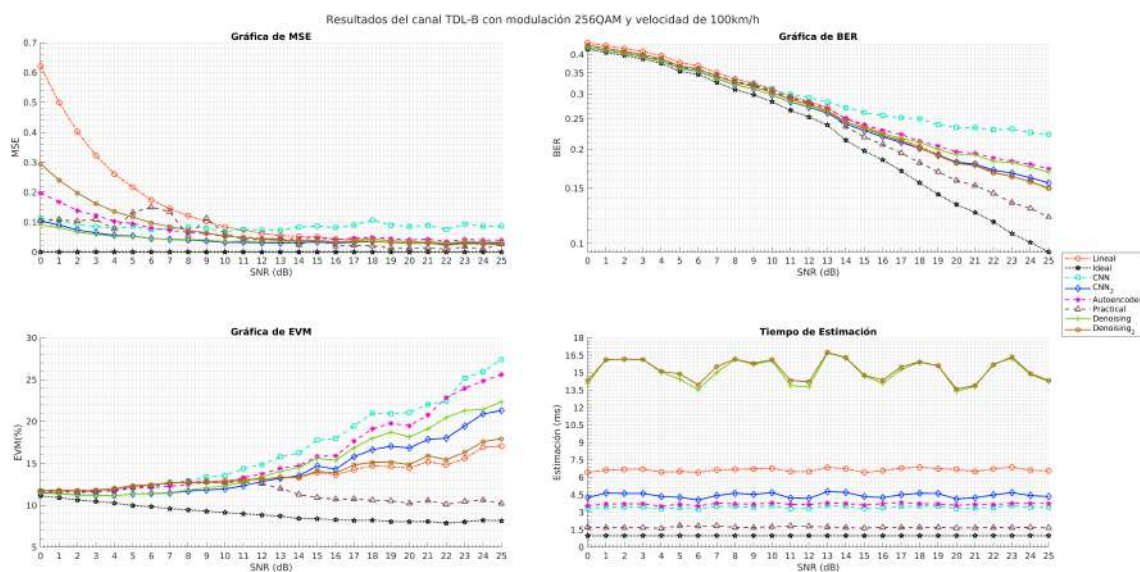 Resultados del canal TDL-B con modulación 256QAM y velocidad de 100km/h
Gráfica de MSE
0.7
0.6
0.5
0.4
0.3
0.2
0.1
0
MSE
0 1 2 3 4 5 6 7 8 9 10 11 12 13 14 15 16 17 18 19 20 21 22 23 24 25
SNR (dB)
Gráfica de BER
0.4
0.35
0.3
0.25
0.2
0.15
0.1
BER
0 1 2 3 4 5 6 7 8 9 10 11 12 13 14 15 16 17 18 19 20 21 22 23 24 25
SNR (dB)
Lineal
Ideal
CNN
CNN2
Autoencoder
Practical
Denoising
Denoising2
Gráfica de EVM
30
25
20
15
10
5
EVM(%)
0 1 2 3 4 5 6 7 8 9 10 11 12 13 14 15 16 17 18 19 20 21 22 23 24 25
SNR (dB)
Tiempo de Estimación
18
16.5
15
13.5
12
10.5
9
7.5
6
4.5
3
1.5
0
Estimación (ms)
0 1 2 3 4 5 6 7 8 9 10 11 12 13 14 15 16 17 18 19 20 21 22 23 24 25
SNR (dB)